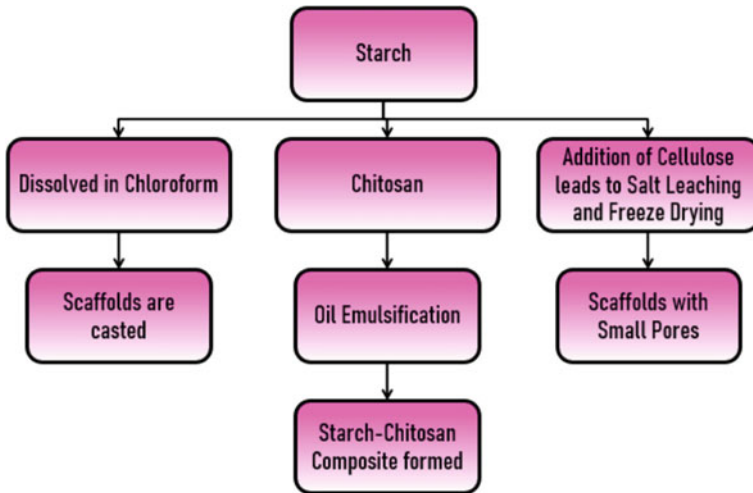 Starch
Dissolved in Chloroform
Chitosan
Addition of Cellulose
leads to Salt Leaching
and Freeze Drying
Scaffolds are
casted
Oil Emulsification
Scaffolds with
Small Pores
Starch-Chitosan
Composite formed